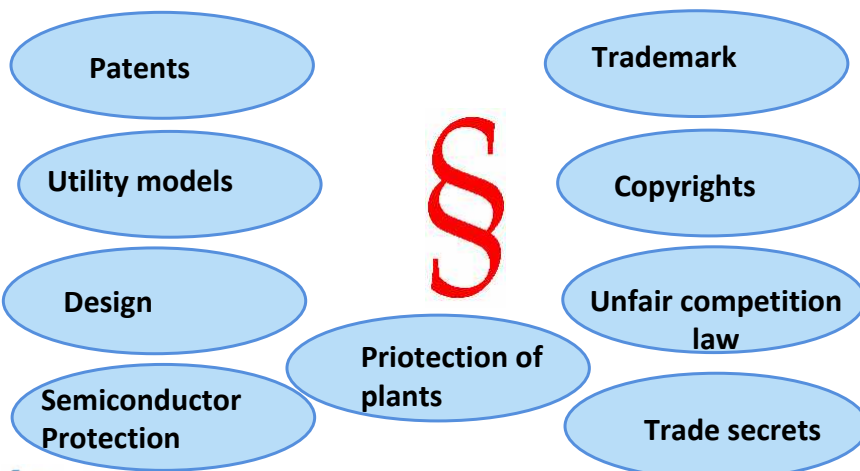 Patents
Trademark
Utility models
Copyrights
§
Design
Unfair competition
law
Priotection of
plants
Semiconductor
Protection
Trade secrets